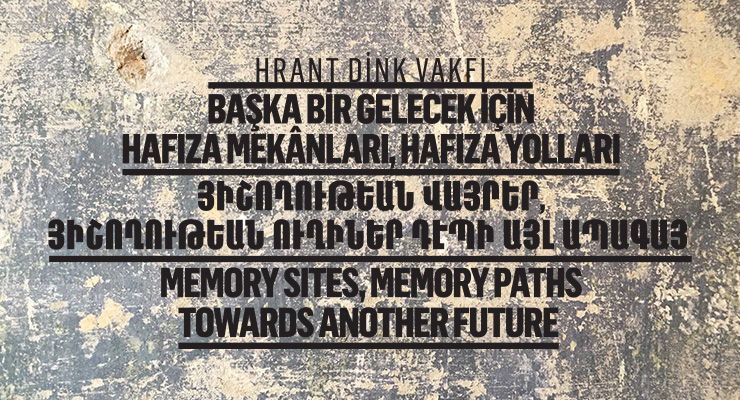 HRANT DİNK VAKFI
BAŞKA BİR GELECEK İÇİN
HAFIZA MEKÂNLARI, HAFIZA YOLLARI
ՅԻՇՈՂՈՒԹԵԱՆ ՎԱՅՐԵՐ,
ՅԻՇՈՂՈՒԹԵԱՆ ՈՒՂԻՆԵՐ ԴԷՊԻ ԱՅԼ ԱՊԱԳԱՅ
MEMORY SITES, MEMORY PATHS
TOWARDS ANOTHER FUTURE